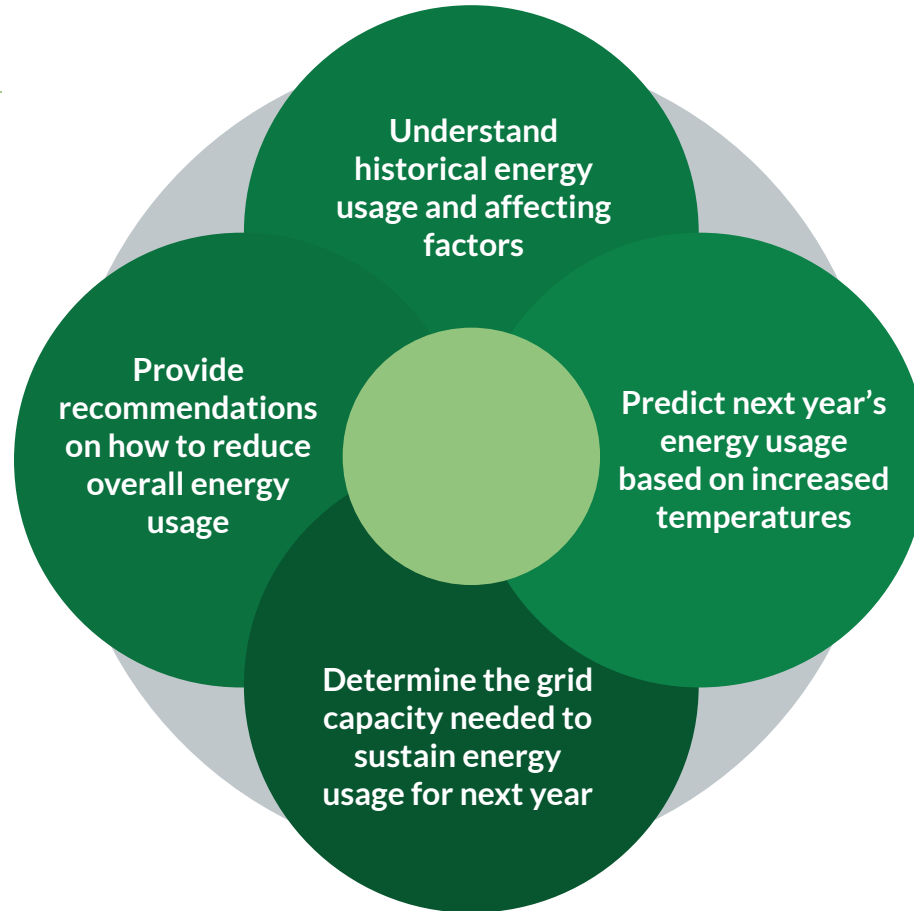 Understand
historical energy
usage and affecting
factors
Provide
recommendations
on how to reduce
overall energy
usage
Predict next year’s
energy usage
based on increased
temperatures
Determine the grid
capacity needed to
sustain energy
usage for next year